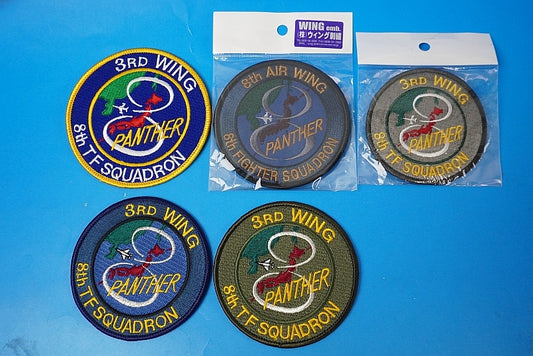 3RD WING
PANTHER
8th TF SQUADRON
WING emb.
ウイング刺繍
8th AIR WING
PANTHER
6th FIGHTER SQUADRON
3RD WING
PANTHER
8th TF SQUADRON
3RD WING
PANTHER
8th TF SQUADRON
3RD WING
PANTHER
8th TF SQUADRON